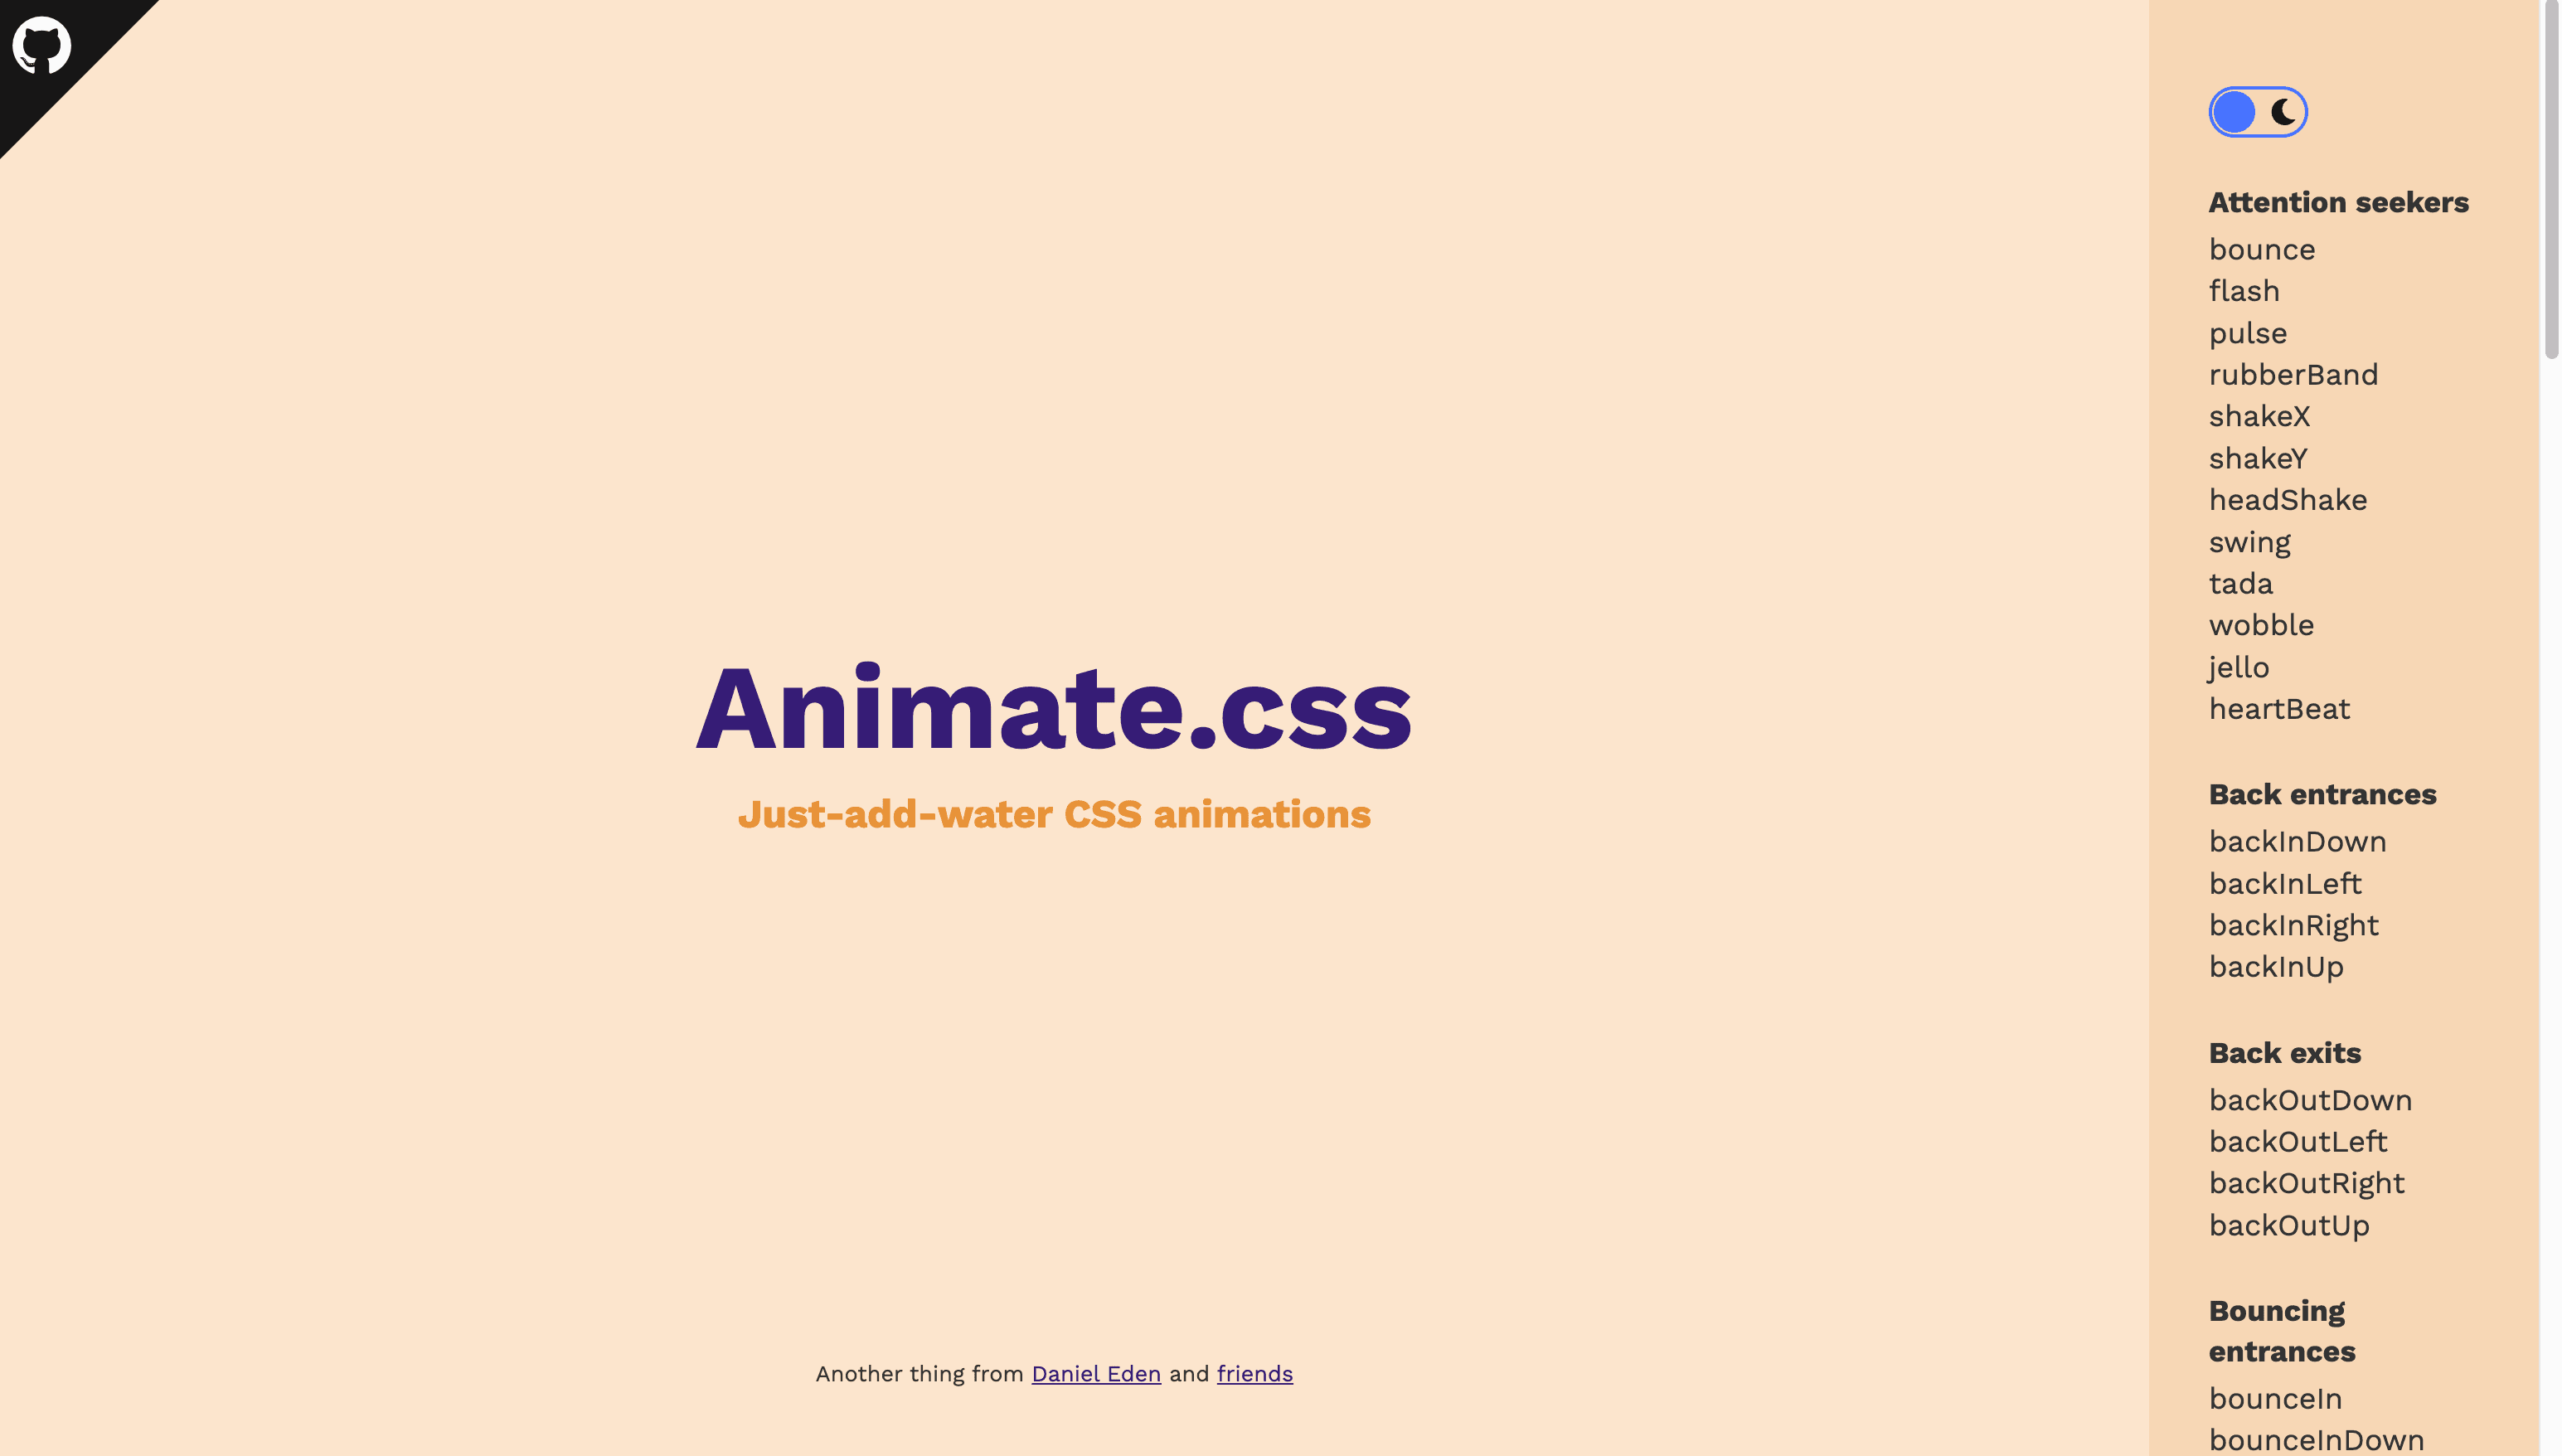 Animate.css
Just-add-water CSS animations
Another thing from Daniel Eden and friends
Attention seekers
bounce
flash
pulse
rubberBand
shakeX
shakeY
headShake
swing
tada
wobble
jello
heartBeat
Back entrances
backInDown
backInLeft
backInRight
backInUp
Back exits
backOutDown
backOutLeft
backOutRight
backOutUp
Bouncing
entrances
bounceIn
bounceInDown